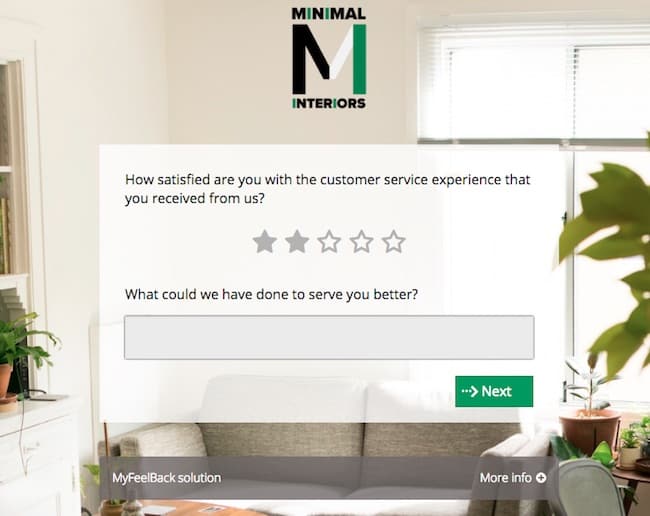 MINIMAL
M
INTERIORS
How satisfied are you with the customer service experience that
you received from us?
What could we have done to serve you better?
Next
MyFeelBack solution
More info